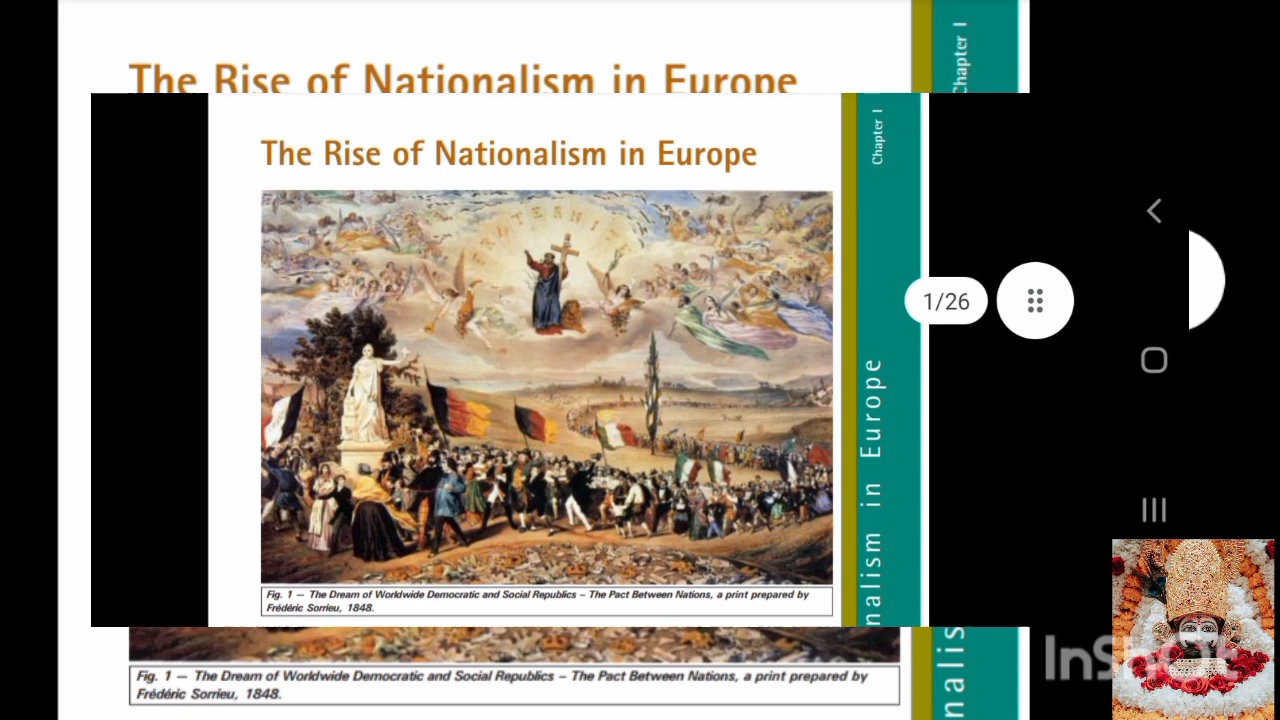 The Rise of Nationalism in Europe
Chapter I
The Rise of Nationalism in Europe
Chapter I
FRATERNITE
1/26
nalism in Europe
Fig. 1 — The Dream of Worldwide Democratic and Social Republics – The Pact Between Nations, a print prepared by
Frédéric Sorrieu, 1848.
Fig. 1 — The Dream of Worldwide Democratic and Social Republics – The Pact Between Nations, a print prepared by
Frédéric Sorrieu, 1848.
nalis